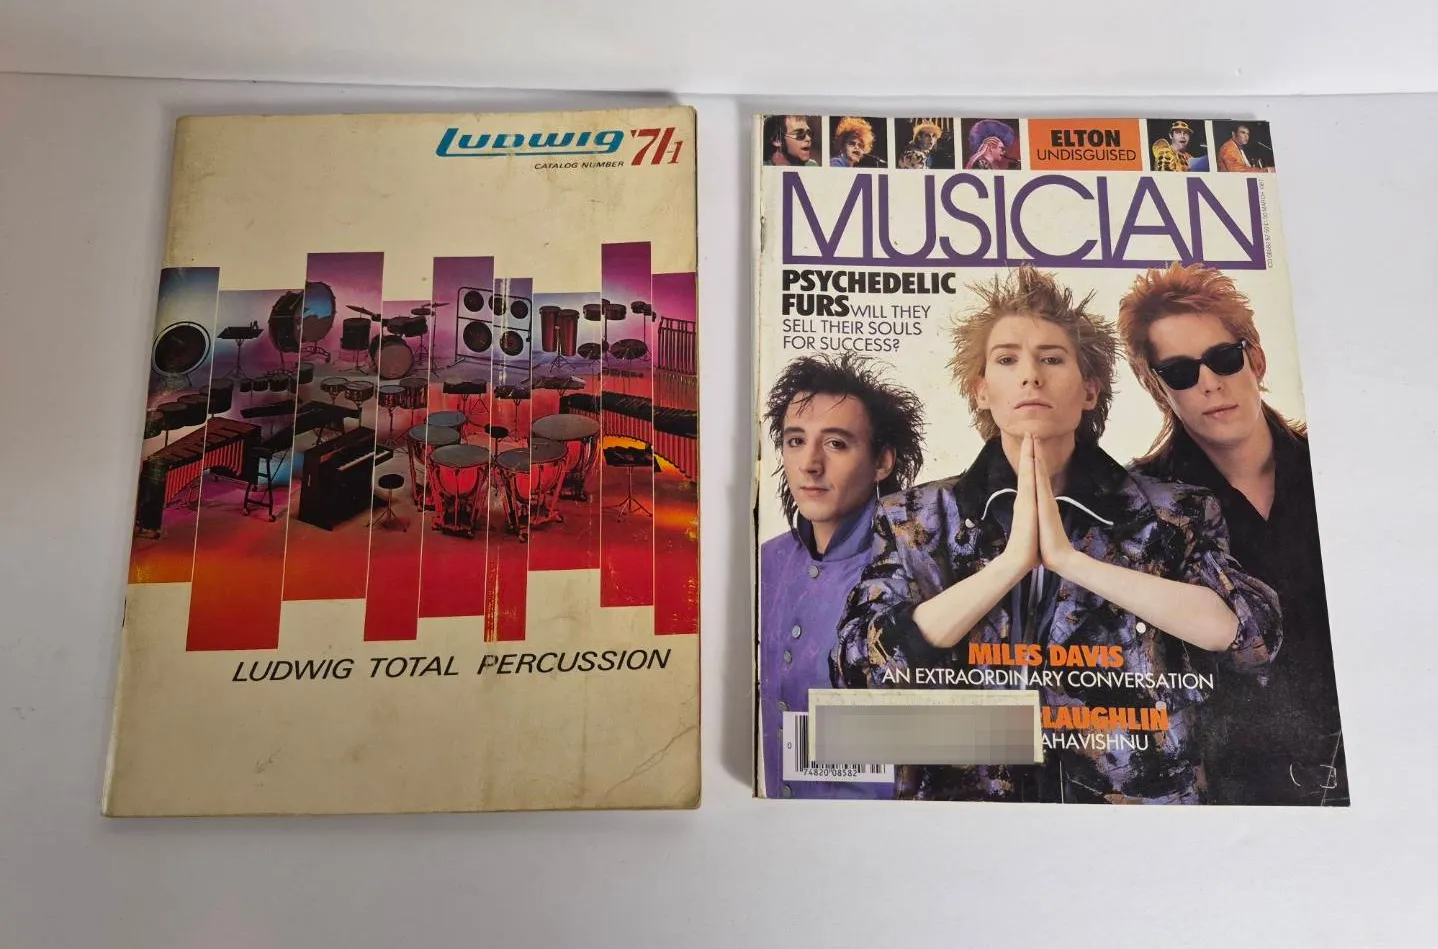 Ludwig '71-1
CATALOG NUMBER
LUDWIG TOTAL PERCUSSION
ELTON
UNDISGUISED
MUSICIAN
PSYCHEDELIC
FURS WILL THEY
SELL THEIR SOULS
FOR SUCCESS?
MILES DAVIS
AN EXTRAORDINARY CONVERSATION
LAUGHLIN
AHAVISHNU
0
74820 08582